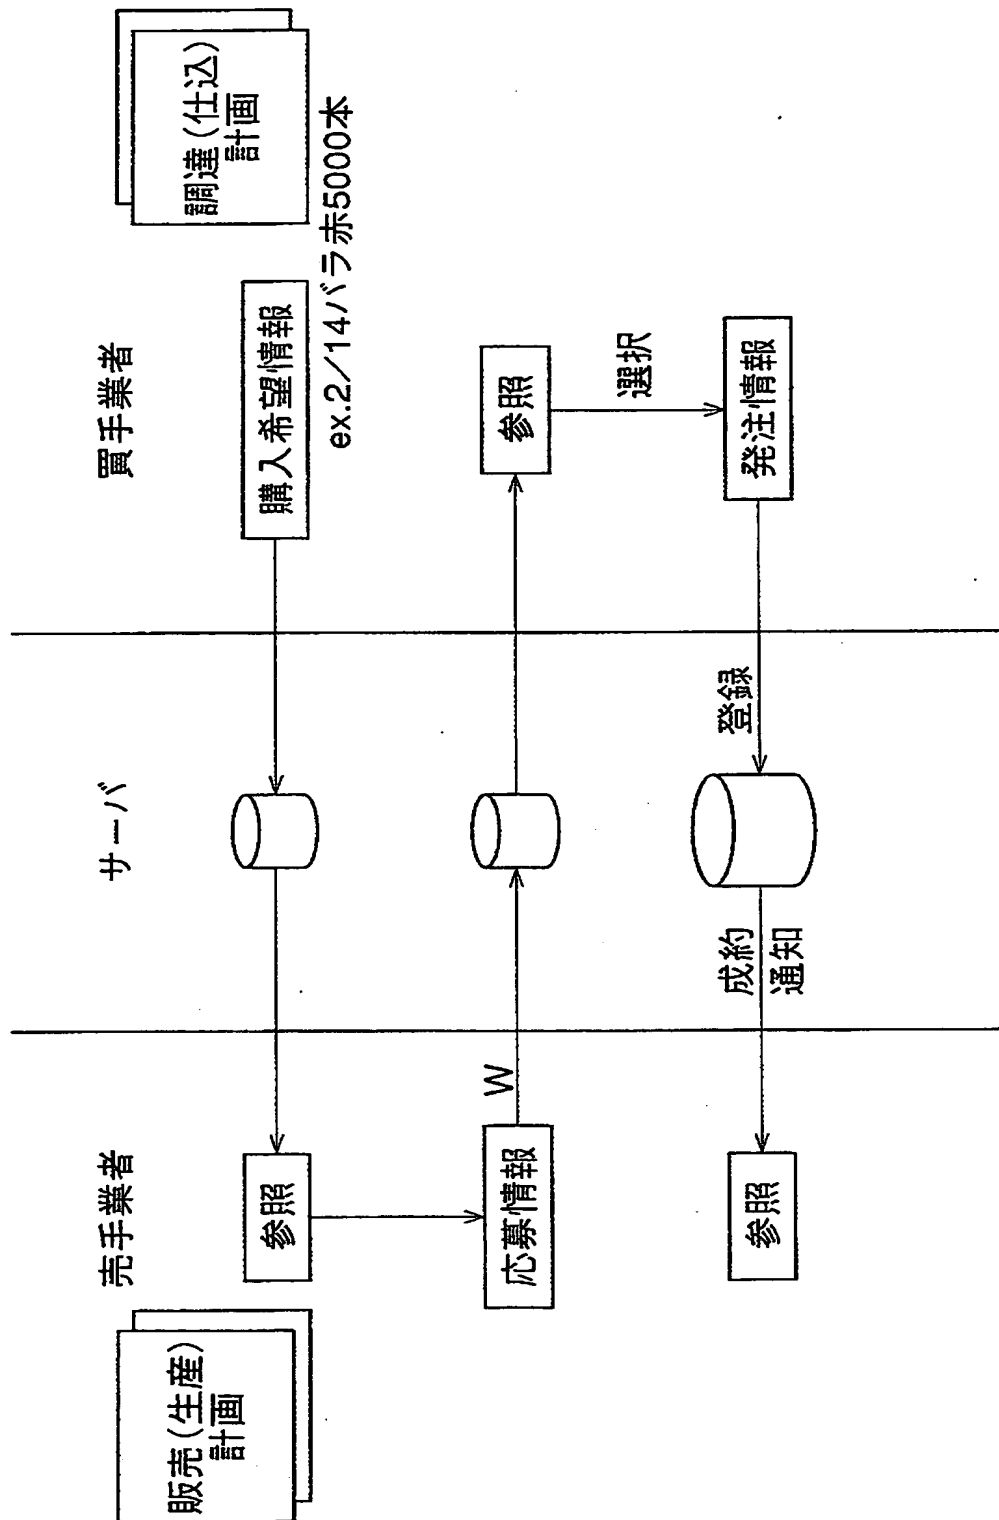 売手業者
サーバ
買手業者
販売(生産)
計画
調達(仕込)
計画
参照
購入希望情報
ex.2/14バラ赤5000本
応募情報
W
参照
選択
参照
成約
通知
登録
発注情報